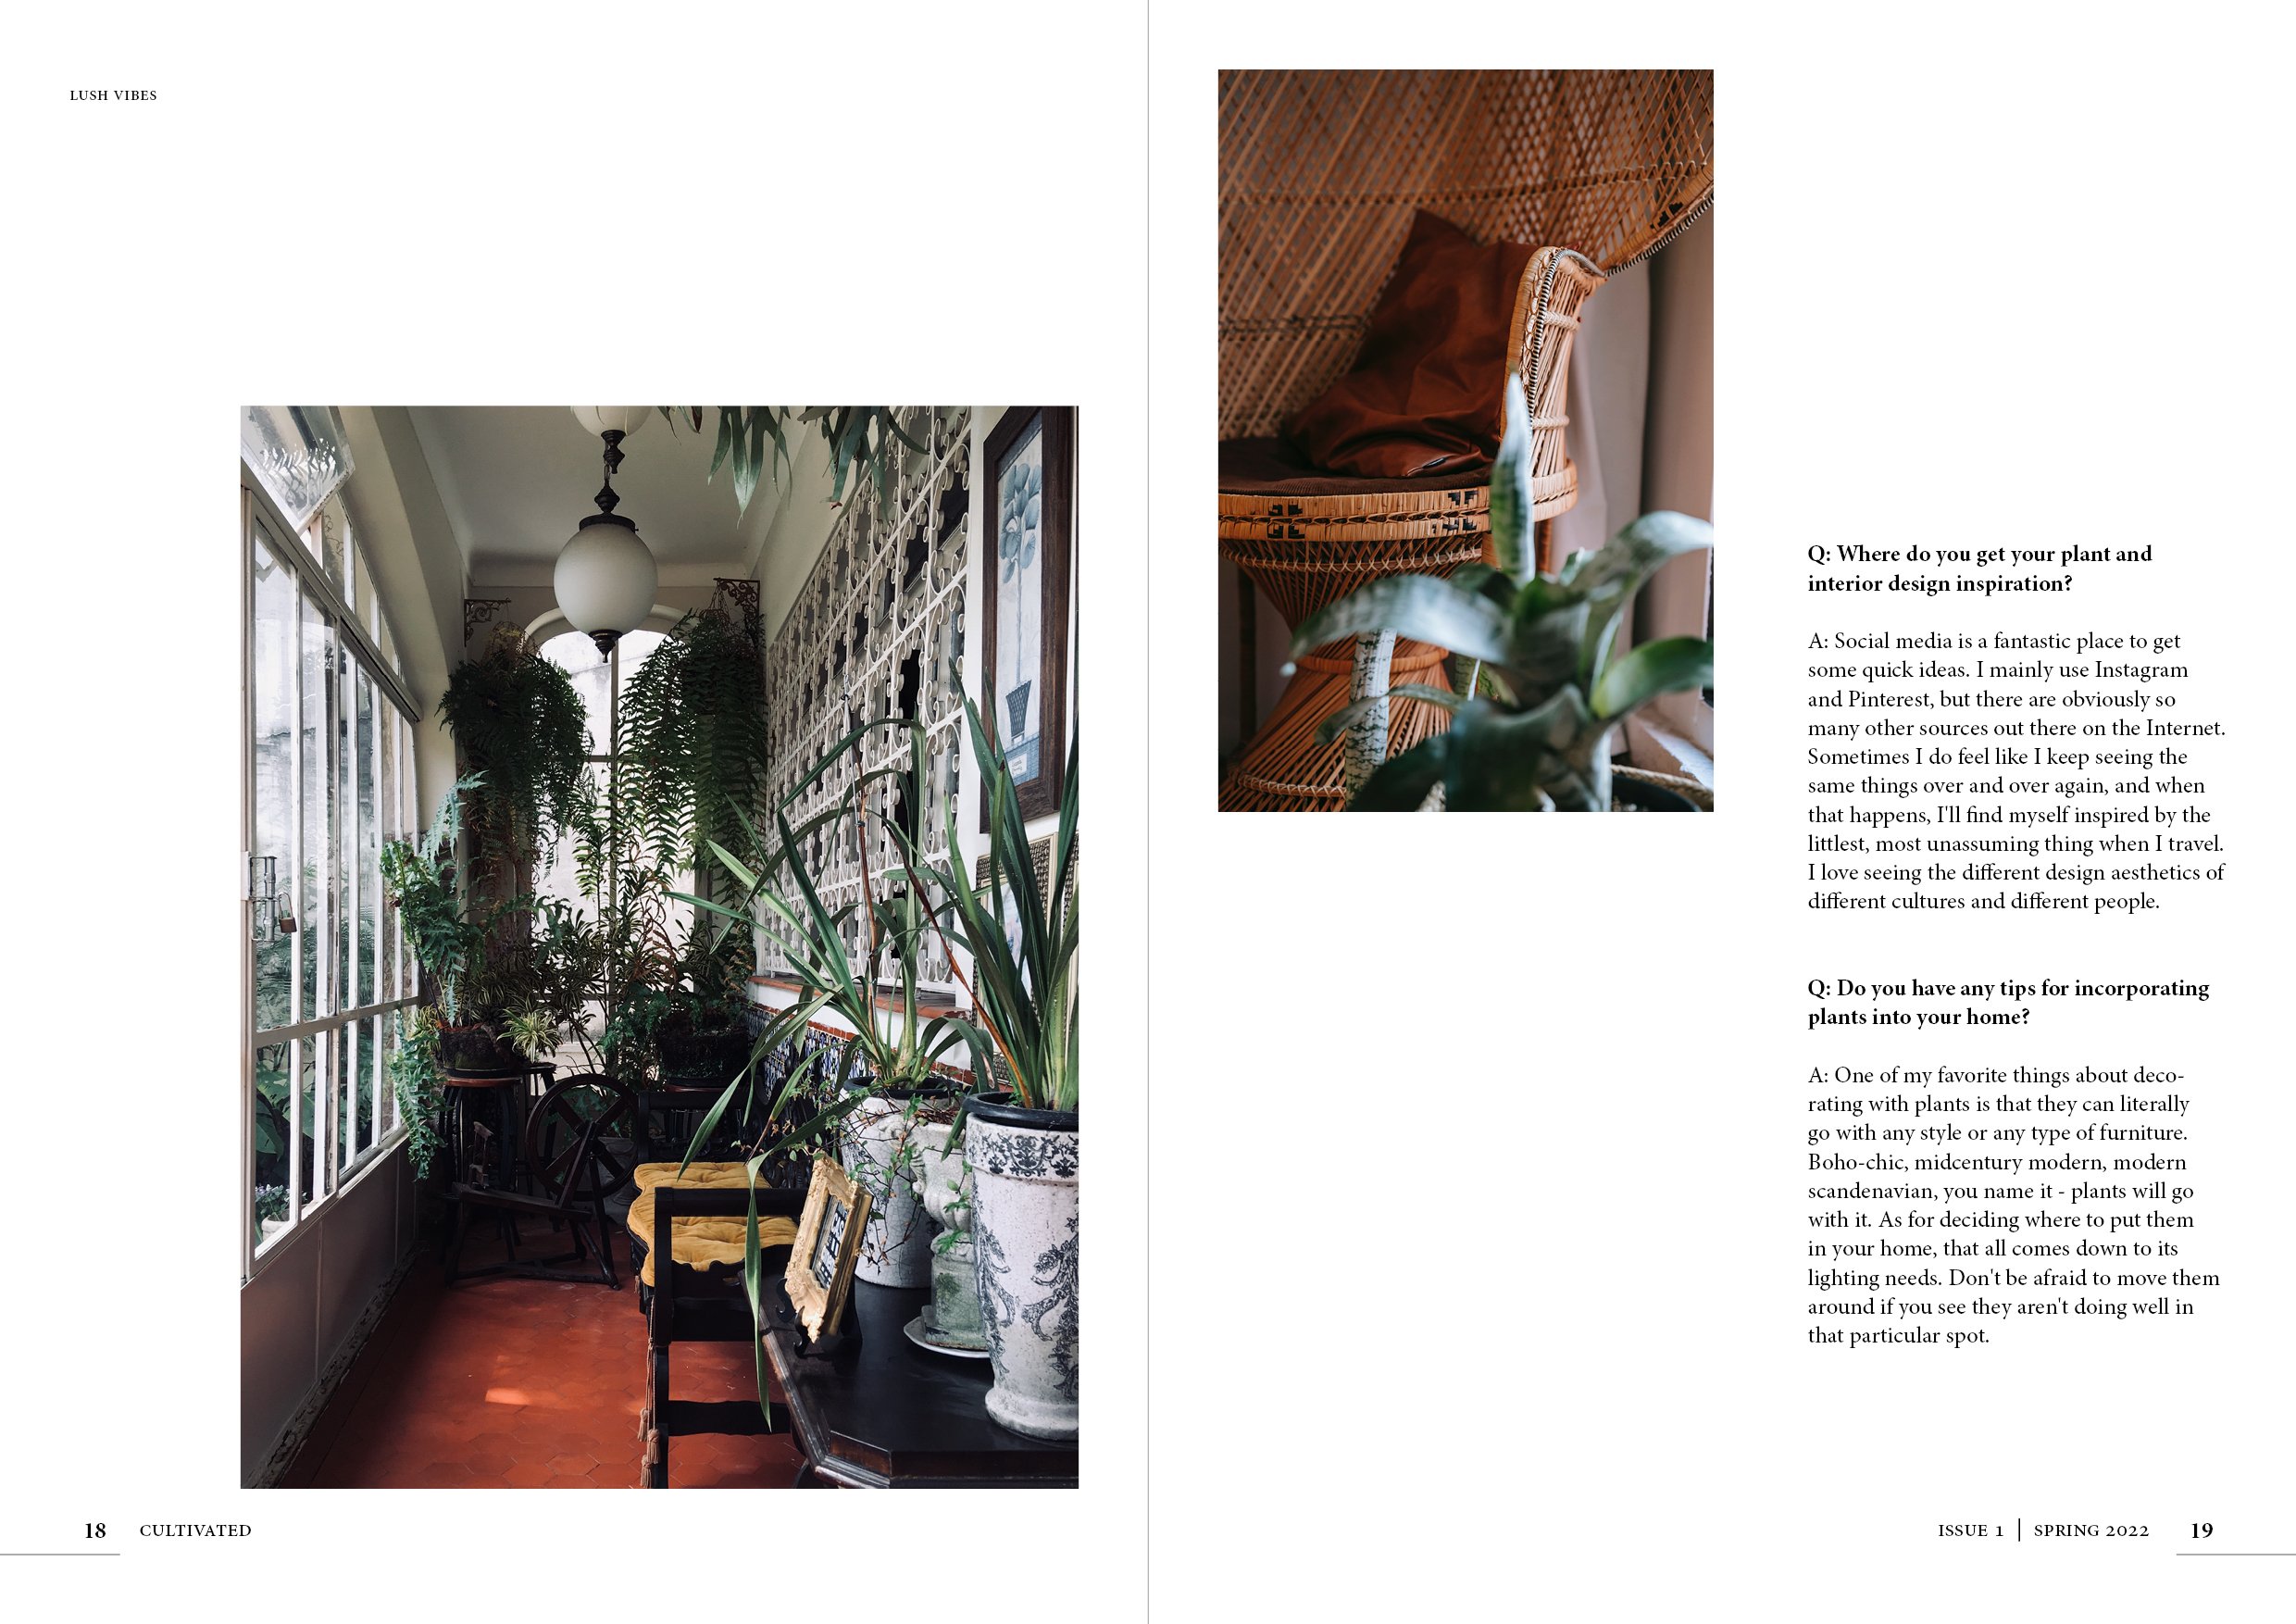 LUSH VIBES
18 CULTIVATED
Q: Where do you get your plant and
interior design inspiration?
A: Social media is a fantastic place to get
some quick ideas. I mainly use Instagram
and Pinterest, but there are obviously so
many other sources out there on the Internet.
Sometimes I do feel like I keep seeing the
same things over and over again, and when
that happens, I'll find myself inspired by the
littlest, most unassuming thing when I travel.
I love seeing the different design aesthetics of
different cultures and different people.
Q: Do you have any tips for incorporating
plants into your home?
A: One of my favorite things about deco-
rating with plants is that they can literally
go with any style or any type of furniture.
Boho-chic, midcentury modern, modern
scandenavian, you name it - plants will go
with it. As for deciding where to put them
in your home, that all comes down to its
lighting needs. Don't be afraid to move them
around if you see they aren't doing well in
that particular spot.
ISSUE 1 | SPRING 2022 19